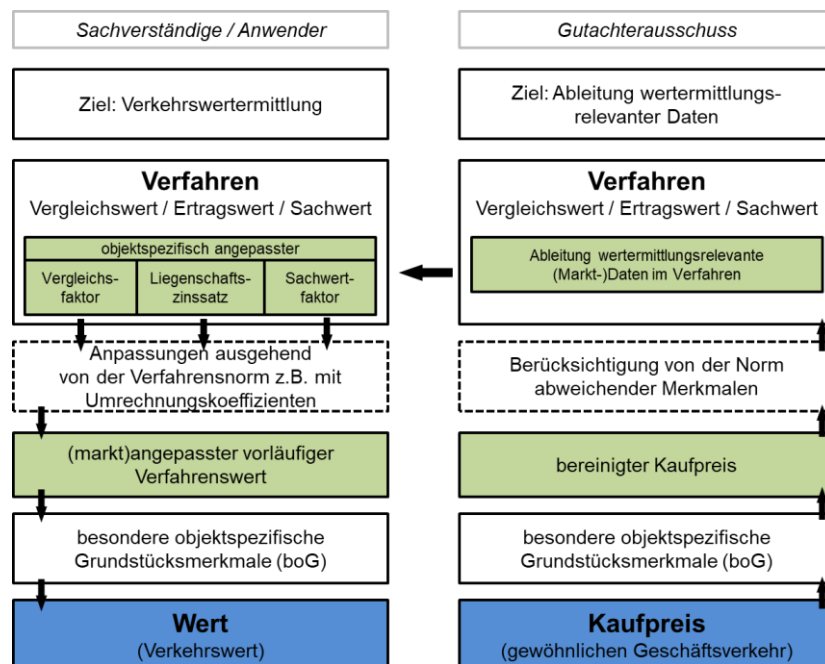 Sachverständige / Anwender
Ziel: Verkehrswertermittlung
Verfahren
Vergleichswert / Ertragswert / Sachwert
objektspezifisch angepasster
Vergleichs-
faktor
Liegenschafts-
zinssatz
Sachwert-
faktor
Anpassungen ausgehend
von der Verfahrensnorm z.B. mit
Umrechnungskoeffizienten
(markt)angepasster vorläufiger
Verfahrenswert
besondere objektspezifische
Grundstücksmerkmale (boG)
Wert
(Verkehrswert)
Gutachterausschuss
Ziel: Ableitung wertermittlungs-
relevanter Daten
Verfahren
Vergleichswert / Ertragswert / Sachwert
Ableitung wertermittlungsrelevante
(Markt-)Daten im Verfahren
Berücksichtigung von der Norm
abweichender Merkmalen
bereinigter Kaufpreis
besondere objektspezifische
Grundstücksmerkmale (boG)
Kaufpreis
(gewöhnlichen Geschäftsverkehr)